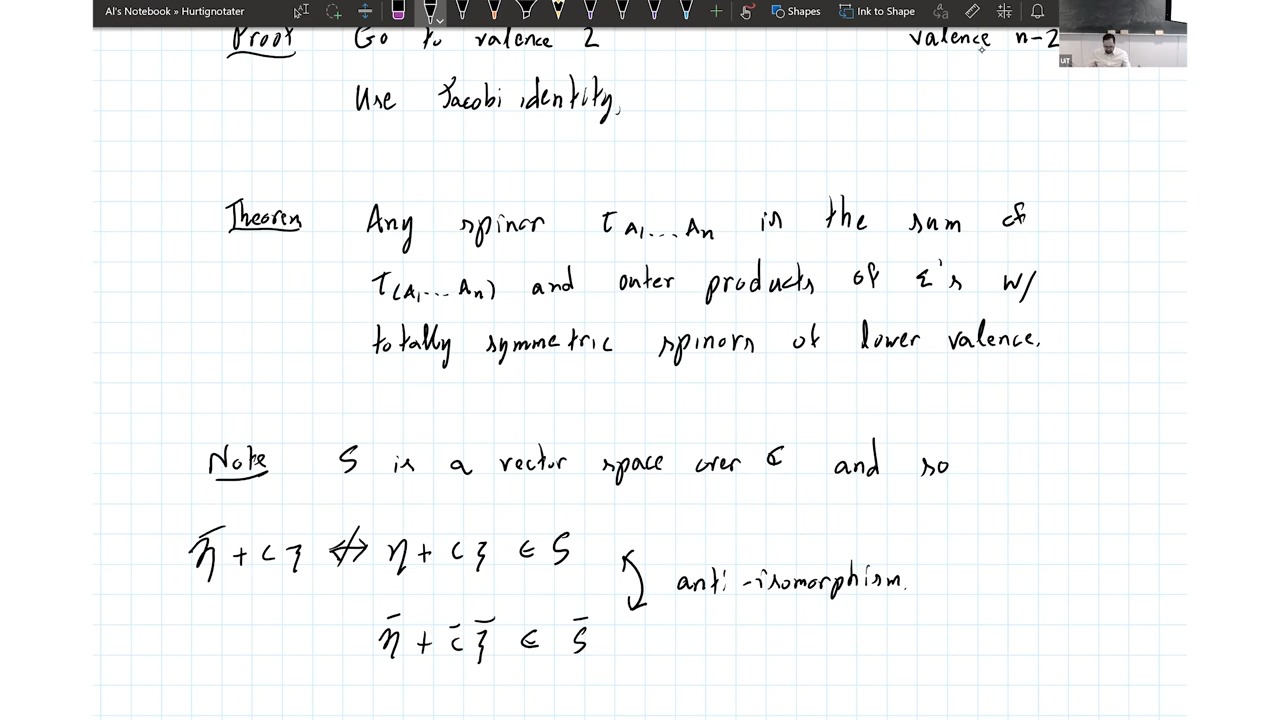 AI's Notebook » Hurtignotater
Shapes
Ink to Shape
Proof Go to valence 2 valence n-2
UiT
Use Jacobi identity,
Theorem Any spinor τ_{A₁...Aₙ} is the sum of
τ_{(A₁...Aₙ)} and outer products of ε's w/
totally symmetric spinors of lower valence.
Note S is a vector space over ℂ and so
η̄ + c ξ ⇎ η + c ξ ∈ S
anti-isomorphism.
η̄ + c̄ ξ̄ ∈ S̄